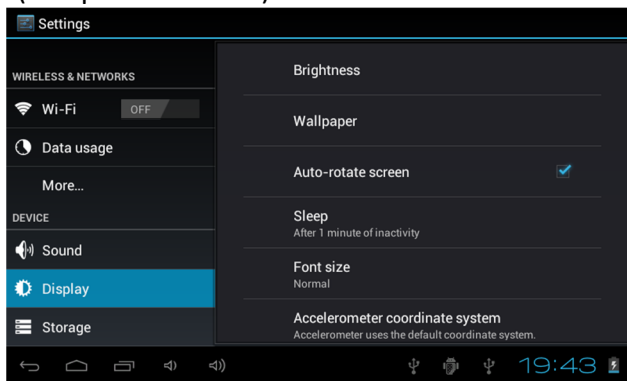 Settings
WIRELESS & NETWORKS
Wi-Fi OFF
Data usage
More...
DEVICE
Sound
Display
Storage
Brightness
Wallpaper
Auto-rotate screen
Sleep
After 1 minute of inactivity
Font size
Normal
Accelerometer coordinate system
Accelerometer uses the default coordinate system.
19:43